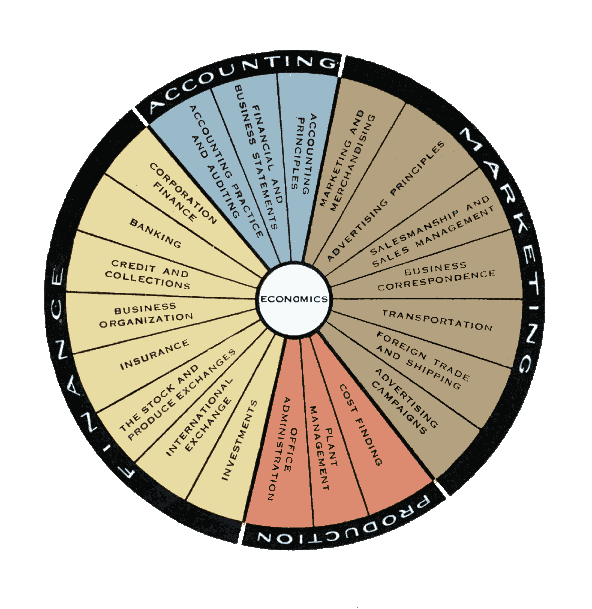 ACCOUNTING
ACCOUNTING PRACTICE
AND AUDITING
FINANCIAL AND
BUSINESS STATEMENTS
ACCOUNTING
PRINCIPLES
MARKETING
MARKETING AND
MERCHANDISING
ADVERTISING PRINCIPLES
SALESMANSHIP AND
SALES MANAGEMENT
BUSINESS
CORRESPONDENCE
TRANSPORTATION
FOREIGN TRADE
AND SHIPPING
ADVERTISING
CAMPAIGNS
PRODUCTION
COST FINDING
PLANT
MANAGEMENT
OFFICE
ADMINISTRATION
FINANCE
INVESTMENTS
INTERNATIONAL
EXCHANGE
THE STOCK AND
PRODUCE EXCHANGES
INSURANCE
BUSINESS
ORGANIZATION
CREDIT AND
COLLECTIONS
BANKING
CORPORATION
FINANCE
ECONOMICS